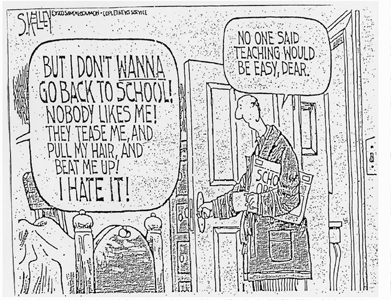 BUT I DON'T WANNA
GO BACK TO SCHOOL!
NOBODY LIKES ME!
THEY TEASE ME, AND
PULL MY HAIR, AND
BEAT ME UP!
I HATE IT!
NO ONE SAID
TEACHING WOULD
BE EASY, DEAR.